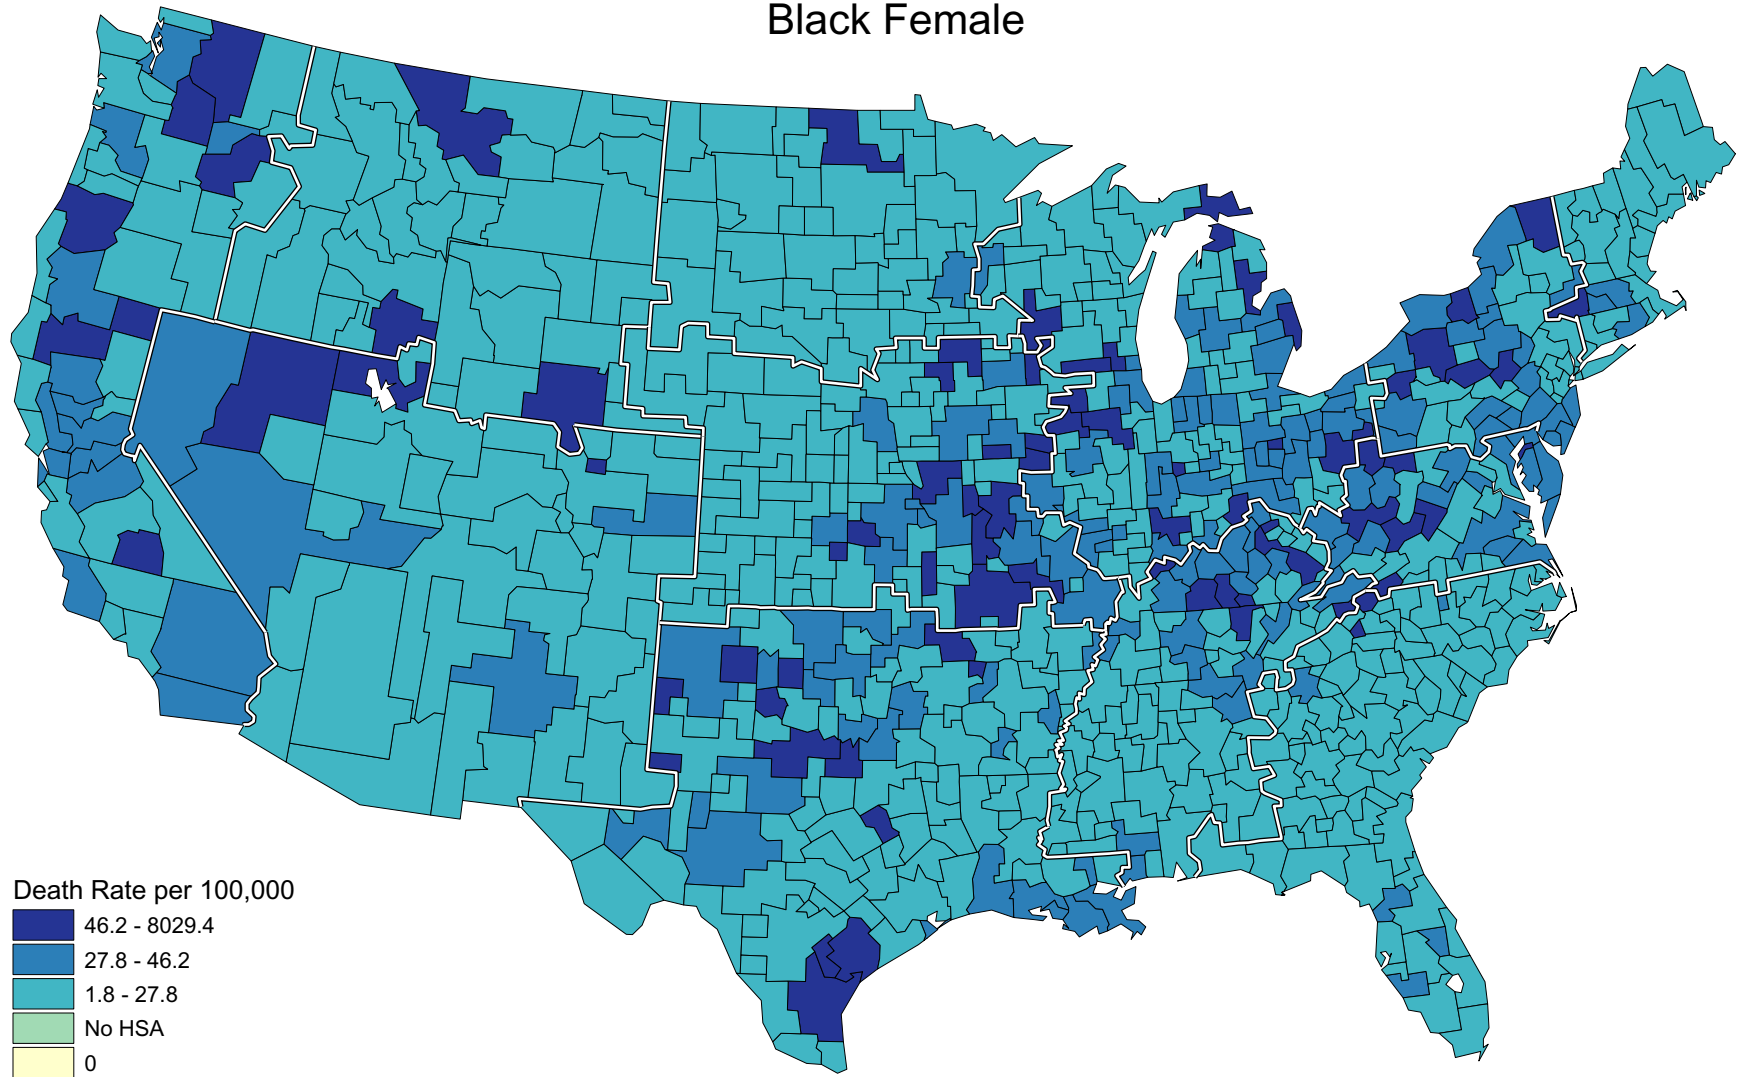 Black Female
Death Rate per 100,000
46.2 - 8029.4
27.8 - 46.2
1.8 - 27.8
No HSA
0